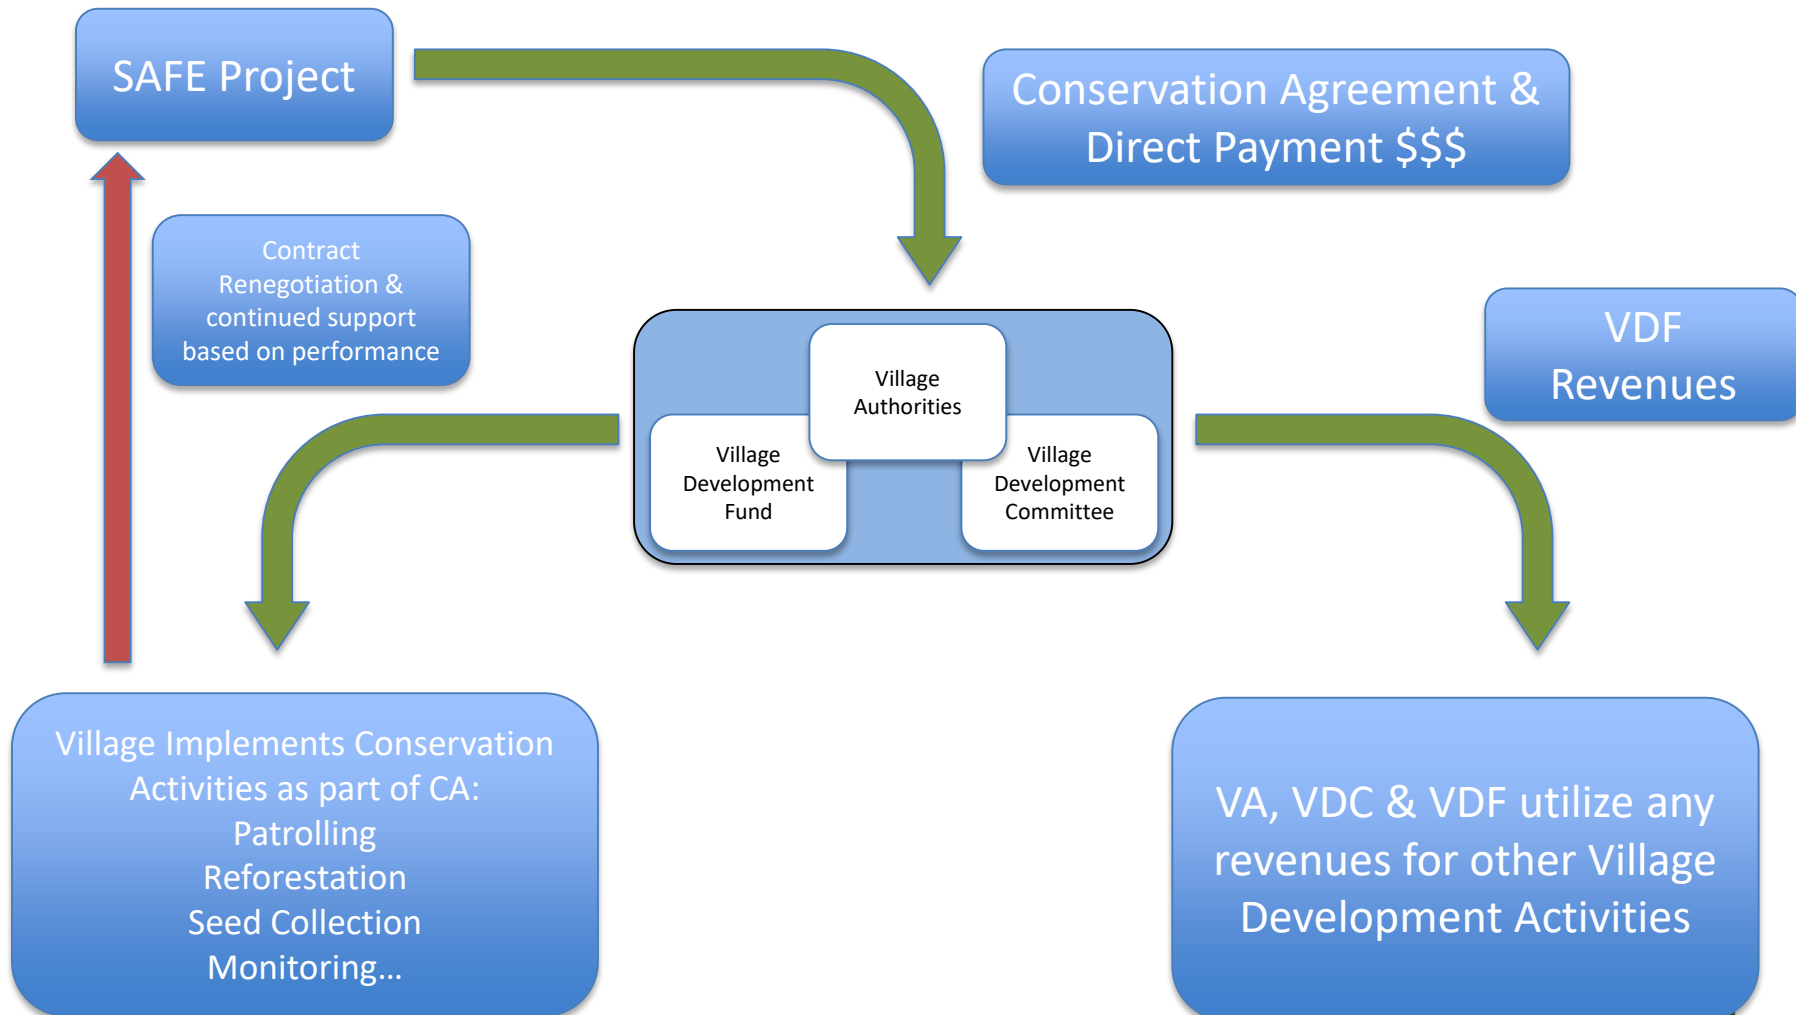 SAFE Project
Conservation Agreement &
Direct Payment $$$
Contract
Renegotiation &
continued support
based on performance
VDF
Revenues
Village
Authorities
Village
Development
Fund
Village
Development
Committee
Village Implements Conservation
Activities as part of CA:
Patrolling
Reforestation
Seed Collection
Monitoring…
VA, VDC & VDF utilize any
revenues for other Village
Development Activities